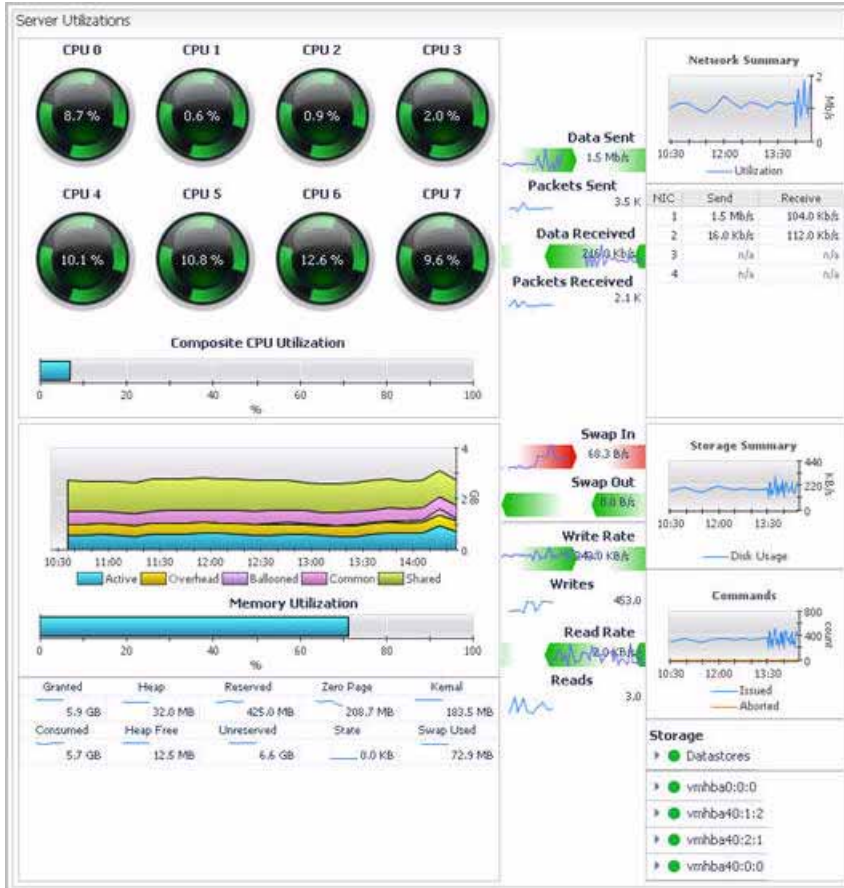 Server Utilizations
CPU 0 CPU 1 CPU 2 CPU 3
8.7 % 0.6 % 0.9 % 2.0 %
CPU 4 CPU 5 CPU 6 CPU 7
10.1 % 10.8 % 12.6 % 9.6 %
Composite CPU Utilization
0 20 40 60 80 100
%
Data Sent
1.5 Mb/s
Packets Sent
3.5 K
Data Received
216.0 Kb/s
Packets Received
2.1 K
Network Summary
2
Mb/s
0
10:30 12:00 13:30
Utilization
NIC Send Receive
1 1.5 Mb/s 104.0 Kb/s
2 16.0 Kb/s 112.0 Kb/s
3 n/a n/a
4 n/a n/a
4
2
GB
0
10:30 11:00 11:30 12:00 12:30 13:00 13:30 14:00
Active Overhead Ballooned Common Shared
Memory Utilization
0 20 40 60 80 100
%
Granted Heap Reserved Zero Page Kernal
5.9 GB 32.0 MB 425.0 MB 208.7 MB 183.5 MB
Consumed Heap Free Unreserved State Swap Used
5.7 GB 12.5 MB 6.6 GB 0.0 KB 72.9 MB
Swap In
68.3 B/s
Swap Out
0.0 B/s
Write Rate
KB/s
Writes
453.0
Read Rate
KB/s
Reads
3.0
Storage Summary
440
220
KB/s
0
10:30 12:00 13:30
Disk Usage
Commands
800
400
count
0
10:30 12:00 13:30
Issued
Aborted
Storage
Datastores
vmhba0:0:0
vmhba40:1:2
vmhba40:2:1
vmhba40:0:0